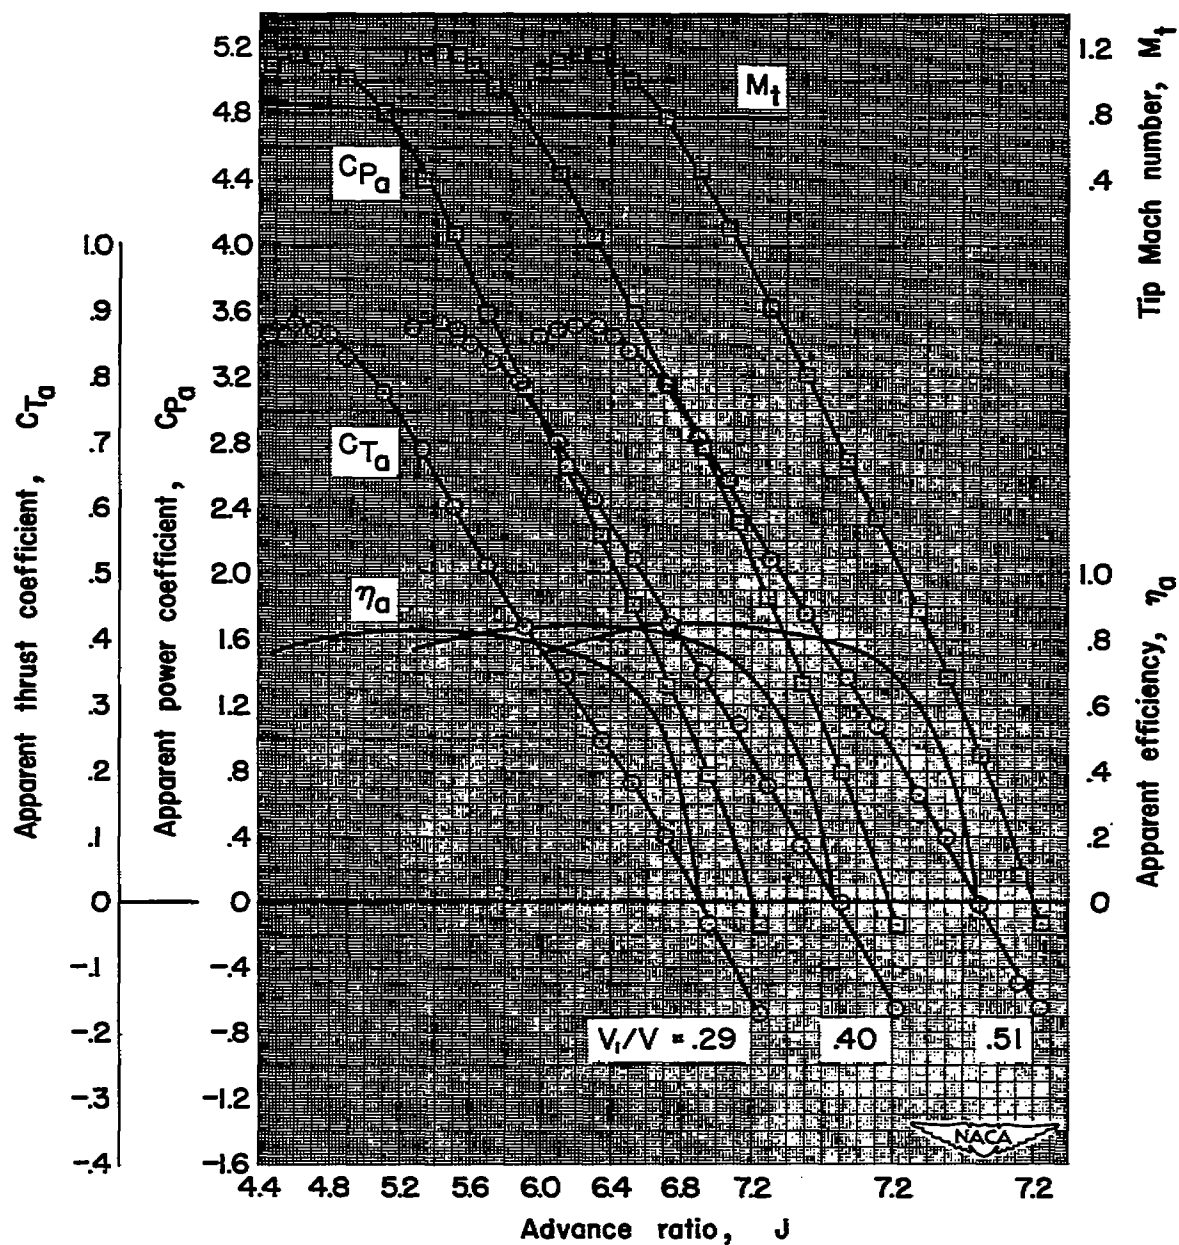 5.2 1.2
M_t
4.8 .8
C_Pa
4.4 .4
1.0 4.0
.9 3.6
.8 3.2
.7 2.8
C_Ta
.6 2.4
.5 2.0 1.0
η_a
.4 1.6 .8
.3 1.2 .6
.2 .8 .4
.1 .4 .2
0 0 0
-.1 -.4
-.2 -.8
V₁/V = .29 .40 .51
-.3 -1.2
NACA
-.4 -1.6
4.4 4.8 5.2 5.6 6.0 6.4 6.8 7.2 7.2 7.2
Advance ratio, J
Apparent thrust coefficient, C_Ta
Apparent power coefficient, C_Pa
Tip Mach number, M_t
Apparent efficiency, η_a